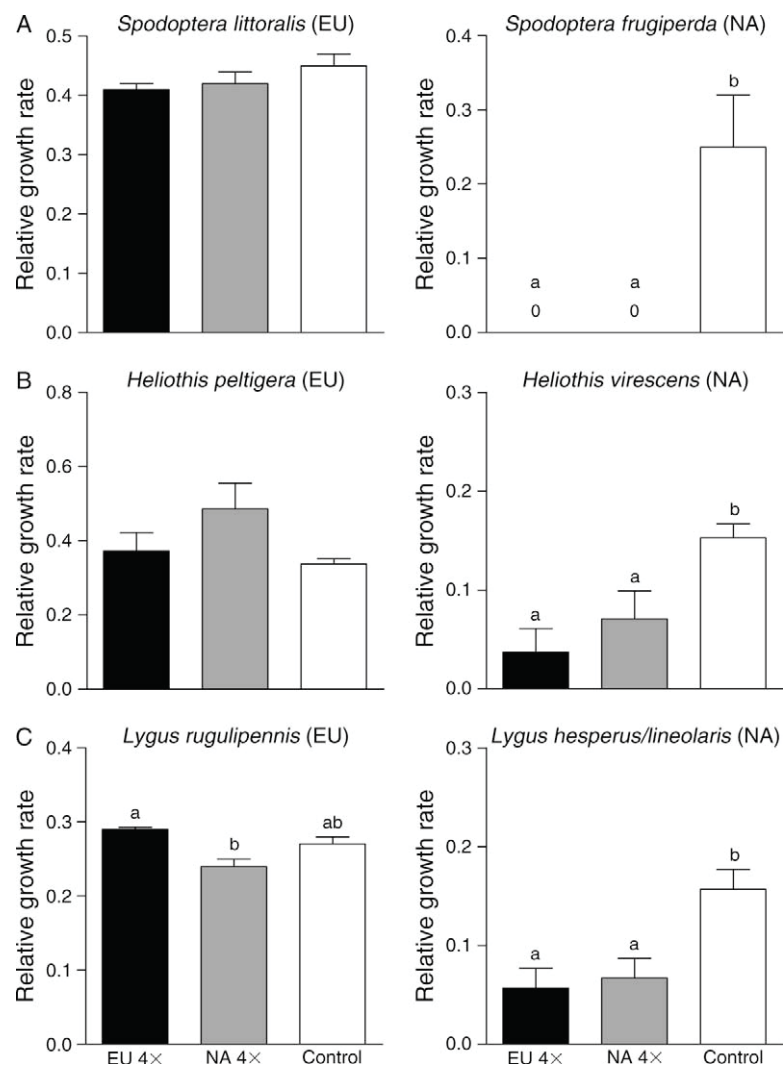 A
Spodoptera littoralis (EU)
Relative growth rate
0.5
0.4
0.3
0.2
0.1
0.0
Spodoptera frugiperda (NA)
Relative growth rate
0.4
0.3
0.2
0.1
0.0
a
0
a
0
b
B
Heliothis peltigera (EU)
Relative growth rate
0.8
0.6
0.4
0.2
0.0
Heliothis virescens (NA)
Relative growth rate
0.3
0.2
0.1
0.0
a
a
b
C
Lygus rugulipennis (EU)
Relative growth rate
0.4
0.3
0.2
0.1
0.0
a
b
ab
EU 4×
NA 4×
Control
Lygus hesperus/lineolaris (NA)
Relative growth rate
0.3
0.2
0.1
0.0
a
a
b
EU 4×
NA 4×
Control